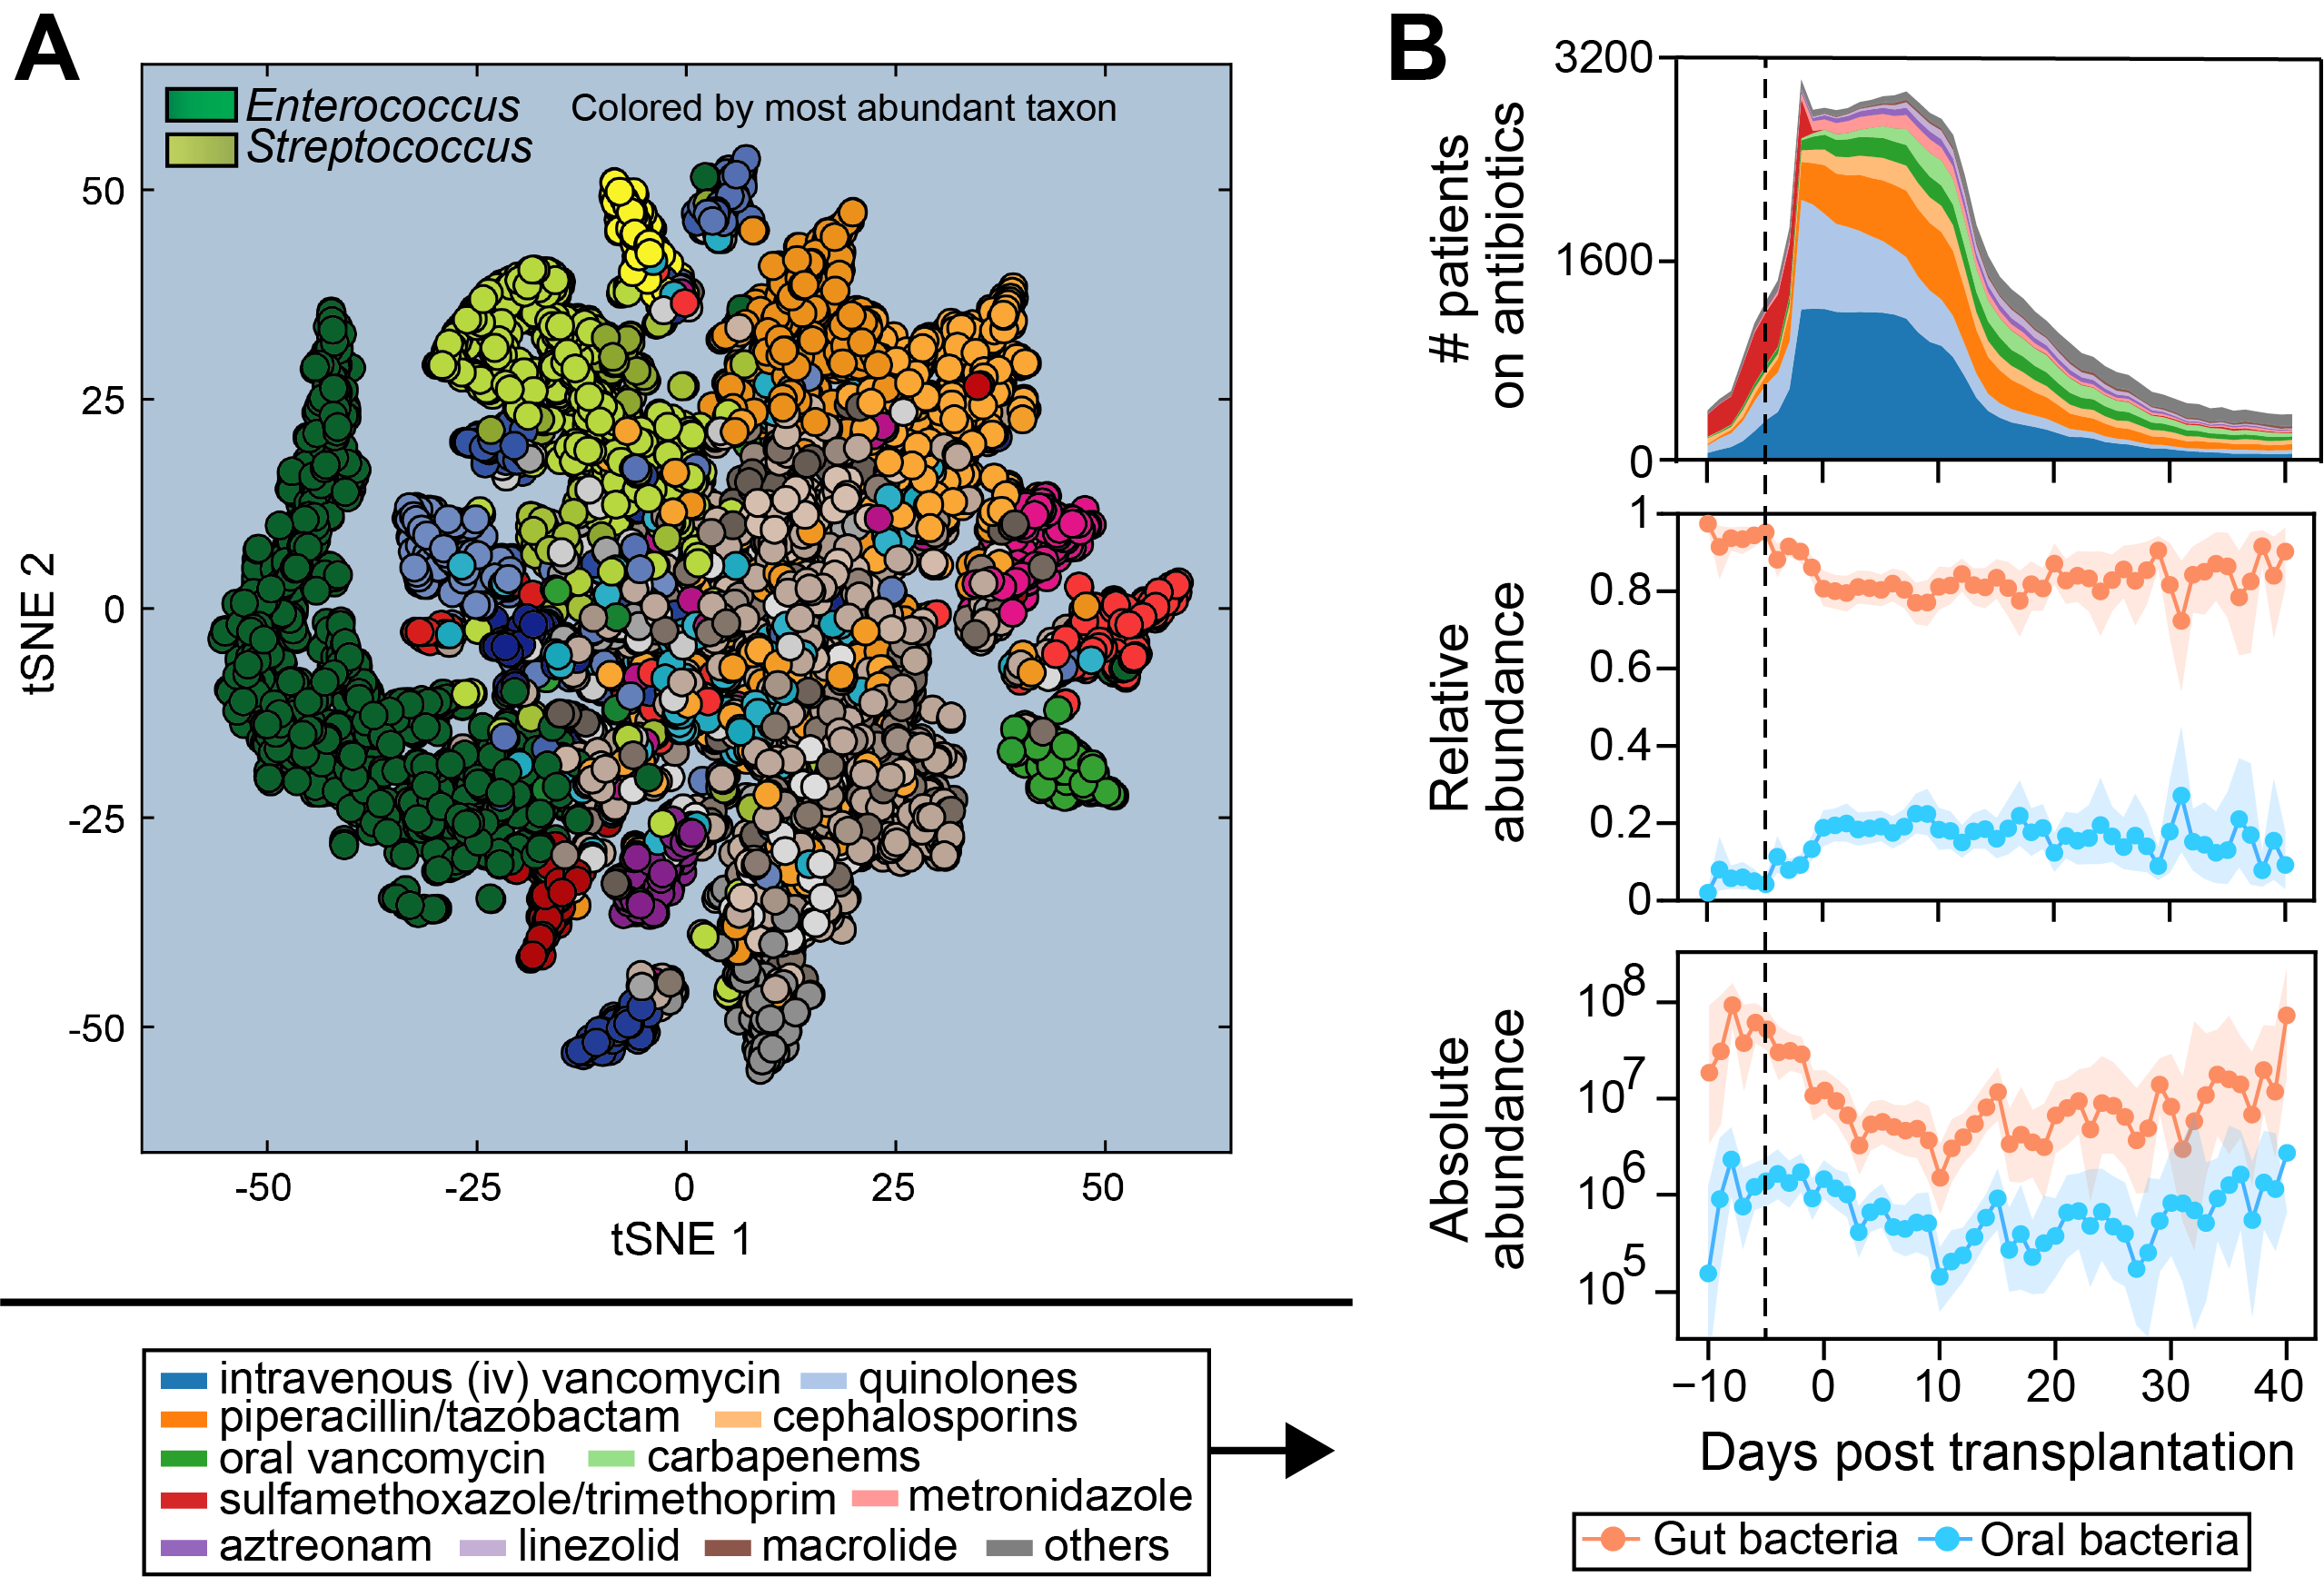 A
Enterococcus
Streptococcus
Colored by most abundant taxon
50
25
0
-25
-50
tSNE 2
-50
-25
0
25
50
tSNE 1
intravenous (iv) vancomycin
quinolones
piperacillin/tazobactam
cephalosporins
oral vancomycin
carbapenems
sulfamethoxazole/trimethoprim
metronidazole
aztreonam
linezolid
macrolide
others
B
# patients
on antibiotics
3200
1600
0
Relative
abundance
1
0.8
0.6
0.4
0.2
0
Absolute
abundance
10^8
10^7
10^6
10^5
−10
0
10
20
30
40
Days post transplantation
Gut bacteria
Oral bacteria